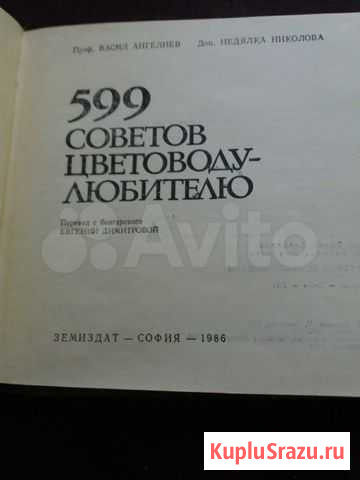 Проф. ВАСИЛ АНГЕЛИЕВ Доц. НЕДЯЛКА НИКОЛОВА
599
СОВЕТОВ
ЦВЕТОВОДУ-
ЛЮБИТЕЛЮ
Перевод с болгарского
ЕВГЕНИИ ДИМИТРОВОЙ
Avito
ЗЕМИЗДАТ — СОФИЯ — 1986
KupluSrazu.ru